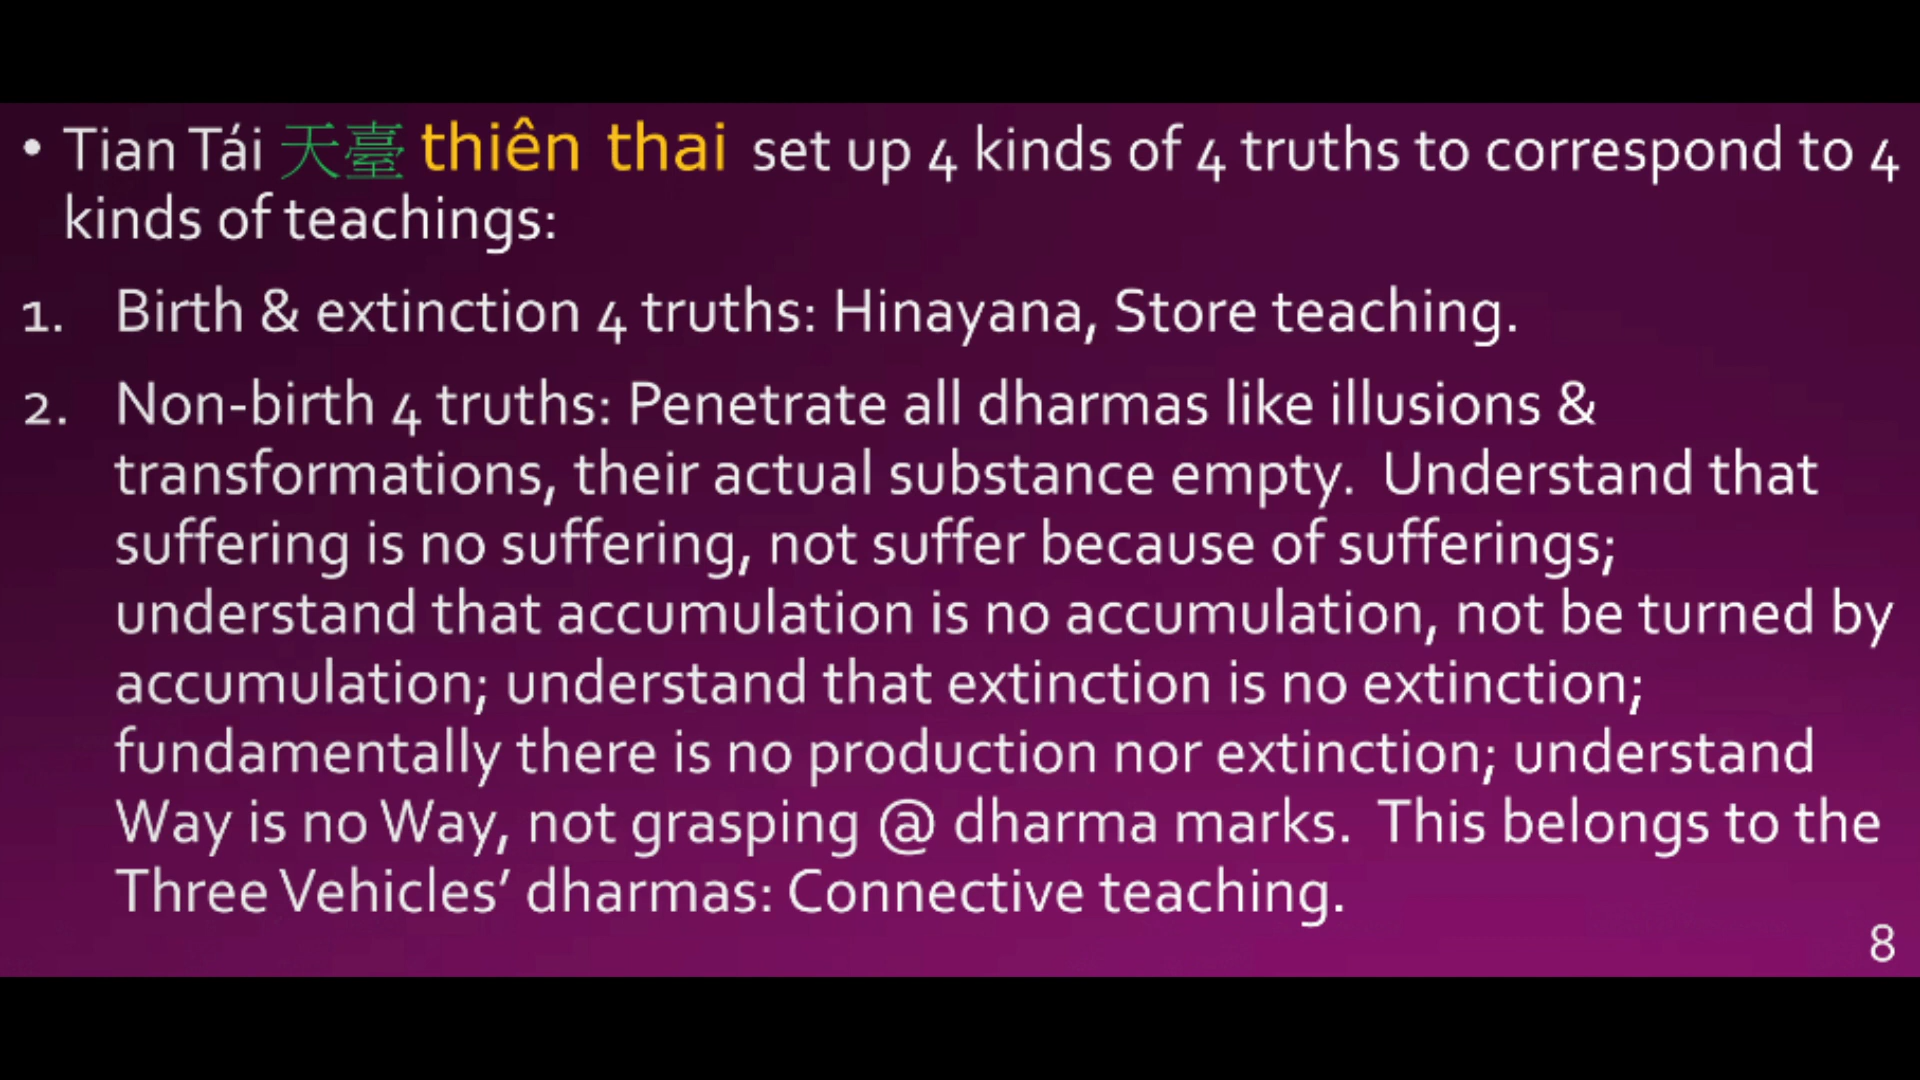 • Tian Tái 天臺 thiên thai set up 4 kinds of 4 truths to correspond to 4
kinds of teachings:
1. Birth & extinction 4 truths: Hinayana, Store teaching.
2. Non-birth 4 truths: Penetrate all dharmas like illusions &
transformations, their actual substance empty. Understand that
suffering is no suffering, not suffer because of sufferings;
understand that accumulation is no accumulation, not be turned by
accumulation; understand that extinction is no extinction;
fundamentally there is no production nor extinction; understand
Way is no Way, not grasping @ dharma marks. This belongs to the
Three Vehicles’ dharmas: Connective teaching.
8